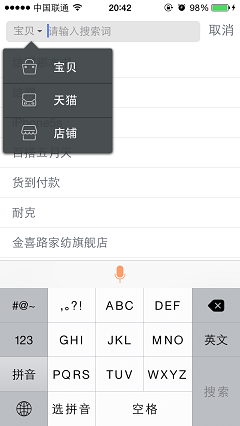 中国联通 20:42
宝贝 请输入搜索词 取消
宝贝
天猫
店铺
百搭五月天
货到付款
耐克
金喜路家纺旗舰店
#@~ ,。?! ABC DEF
123 GHI JKL MNO 英文
拼音 PQRS TUV WXYZ
搜索
选拼音 空格